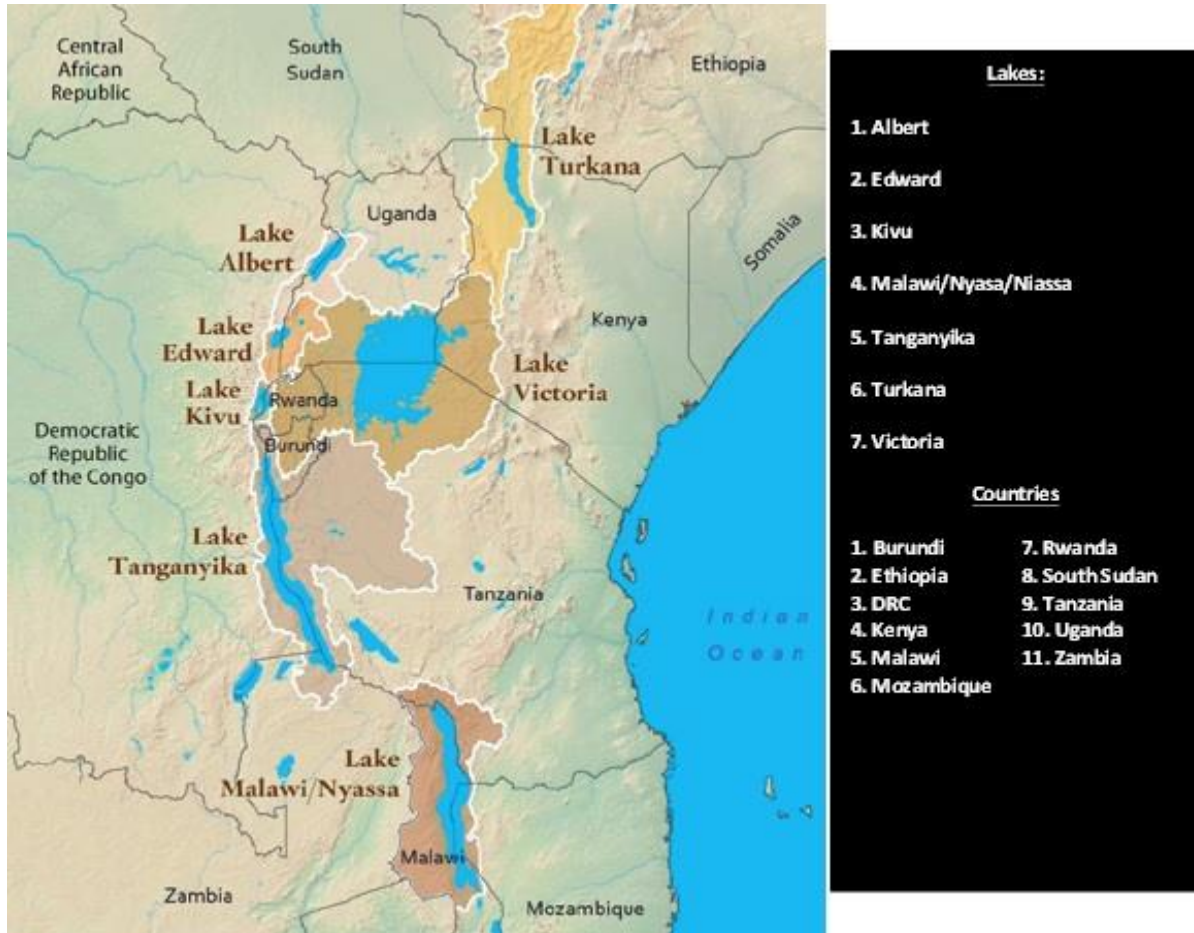 Central
African
Republic
South
Sudan
Ethiopia
Lake
Turkana
Uganda
Lake
Albert
Somalia
Lake
Edward
Kenya
Lake
Victoria
Lake
Kivu
Rwanda
Burundi
Democratic
Republic
of the Congo
Lake
Tanganyika
Tanzania
Indian
Ocean
Lake
Malawi/Nyassa
Malawi
Zambia
Mozambique
Lakes:
1. Albert
2. Edward
3. Kivu
4. Malawi/Nyasa/Niassa
5. Tanganyika
6. Turkana
7. Victoria
Countries
1. Burundi
2. Ethiopia
3. DRC
4. Kenya
5. Malawi
6. Mozambique
7. Rwanda
8. South Sudan
9. Tanzania
10. Uganda
11. Zambia